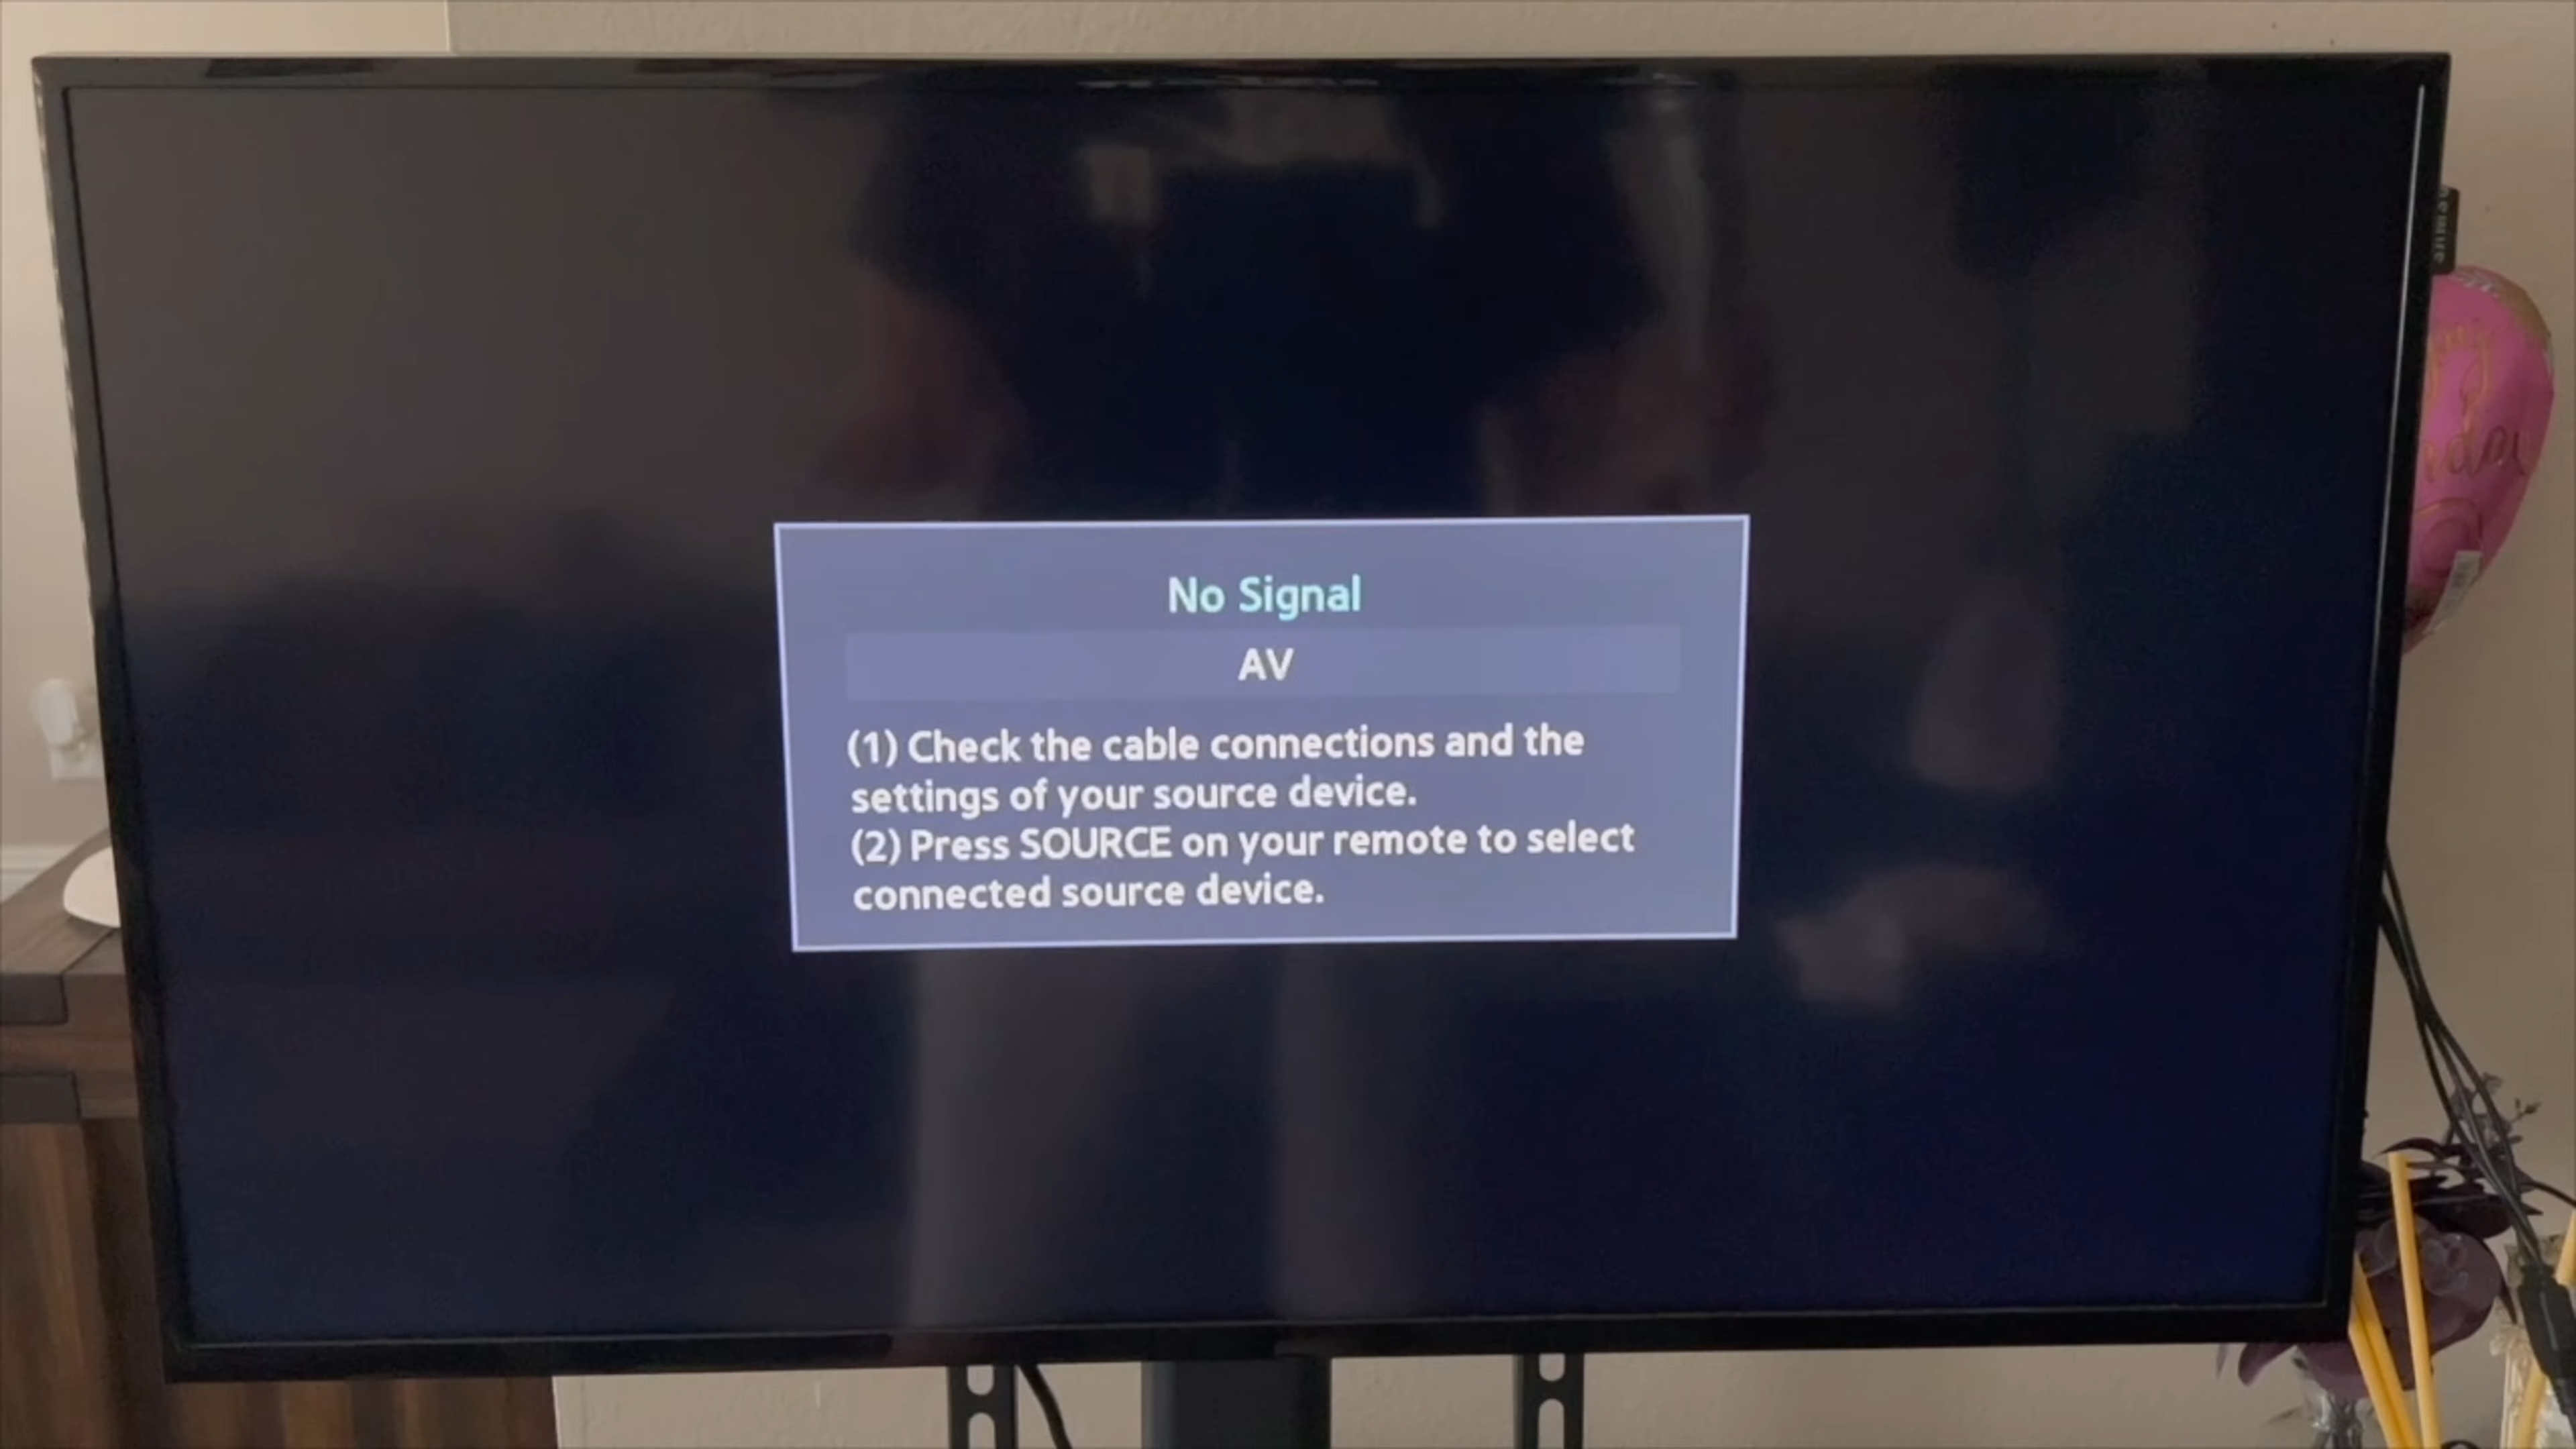 No Signal
AV
(1) Check the cable connections and the
settings of your source device.
(2) Press SOURCE on your remote to select
connected source device.